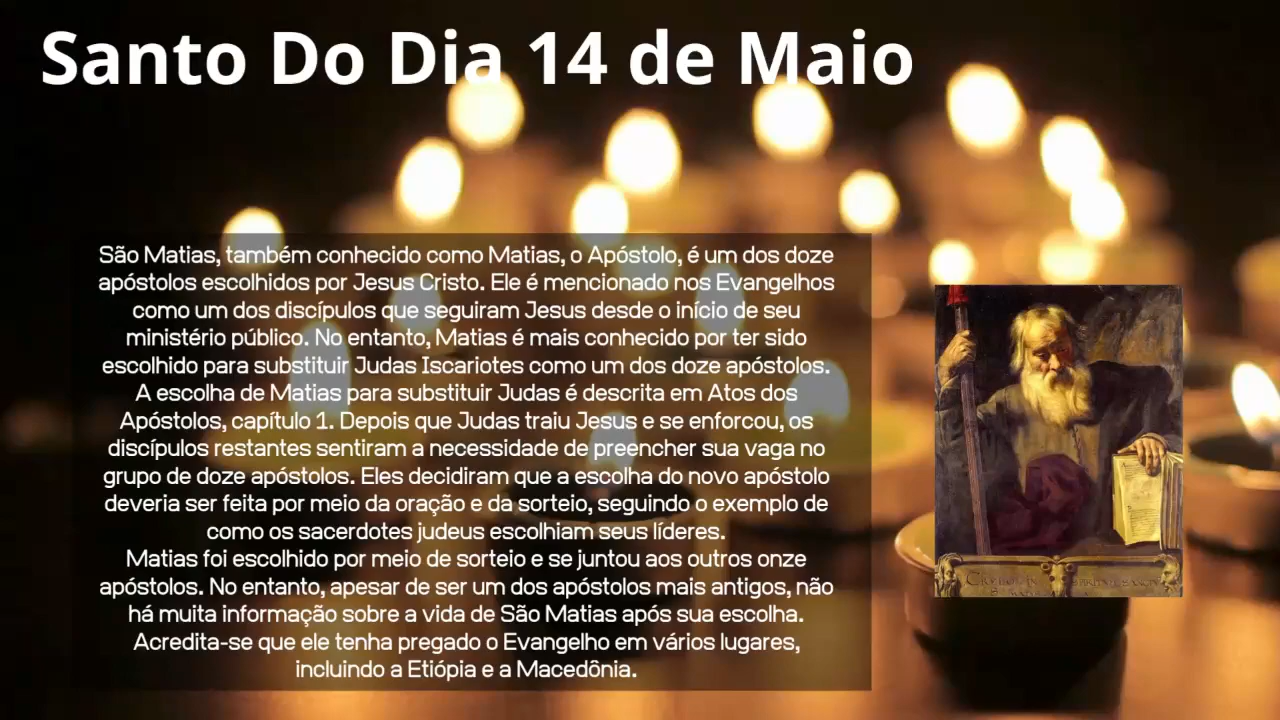 Santo Do Dia 14 de Maio
São Matias, também conhecido como Matias, o Apóstolo, é um dos doze
apóstolos escolhidos por Jesus Cristo. Ele é mencionado nos Evangelhos
como um dos discípulos que seguiram Jesus desde o início de seu
ministério público. No entanto, Matias é mais conhecido por ter sido
escolhido para substituir Judas Iscariotes como um dos doze apóstolos.
A escolha de Matias para substituir Judas é descrita em Atos dos
Apóstolos, capítulo 1. Depois que Judas traiu Jesus e se enforcou, os
discípulos restantes sentiram a necessidade de preencher sua vaga no
grupo de doze apóstolos. Eles decidiram que a escolha do novo apóstolo
deveria ser feita por meio da oração e da sorteio, seguindo o exemplo de
como os sacerdotes judeus escolhiam seus líderes.
Matias foi escolhido por meio de sorteio e se juntou aos outros onze
apóstolos. No entanto, apesar de ser um dos apóstolos mais antigos, não
há muita informação sobre a vida de São Matias após sua escolha.
Acredita-se que ele tenha pregado o Evangelho em vários lugares,
incluindo a Etiópia e a Macedônia.